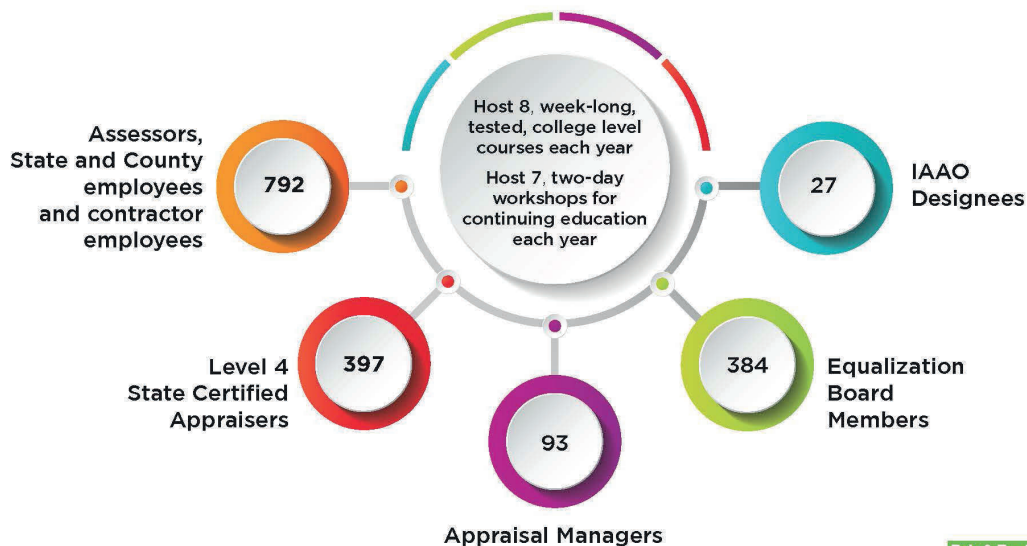 Host 8, week-long,
tested, college level
courses each year
Host 7, two-day
workshops for
continuing education
each year
Assessors,
State and County
employees
and contractor
employees
792
27
IAAO
Designees
Level 4
State Certified
Appraisers
397
384
Equalization
Board
Members
93
Appraisal Managers